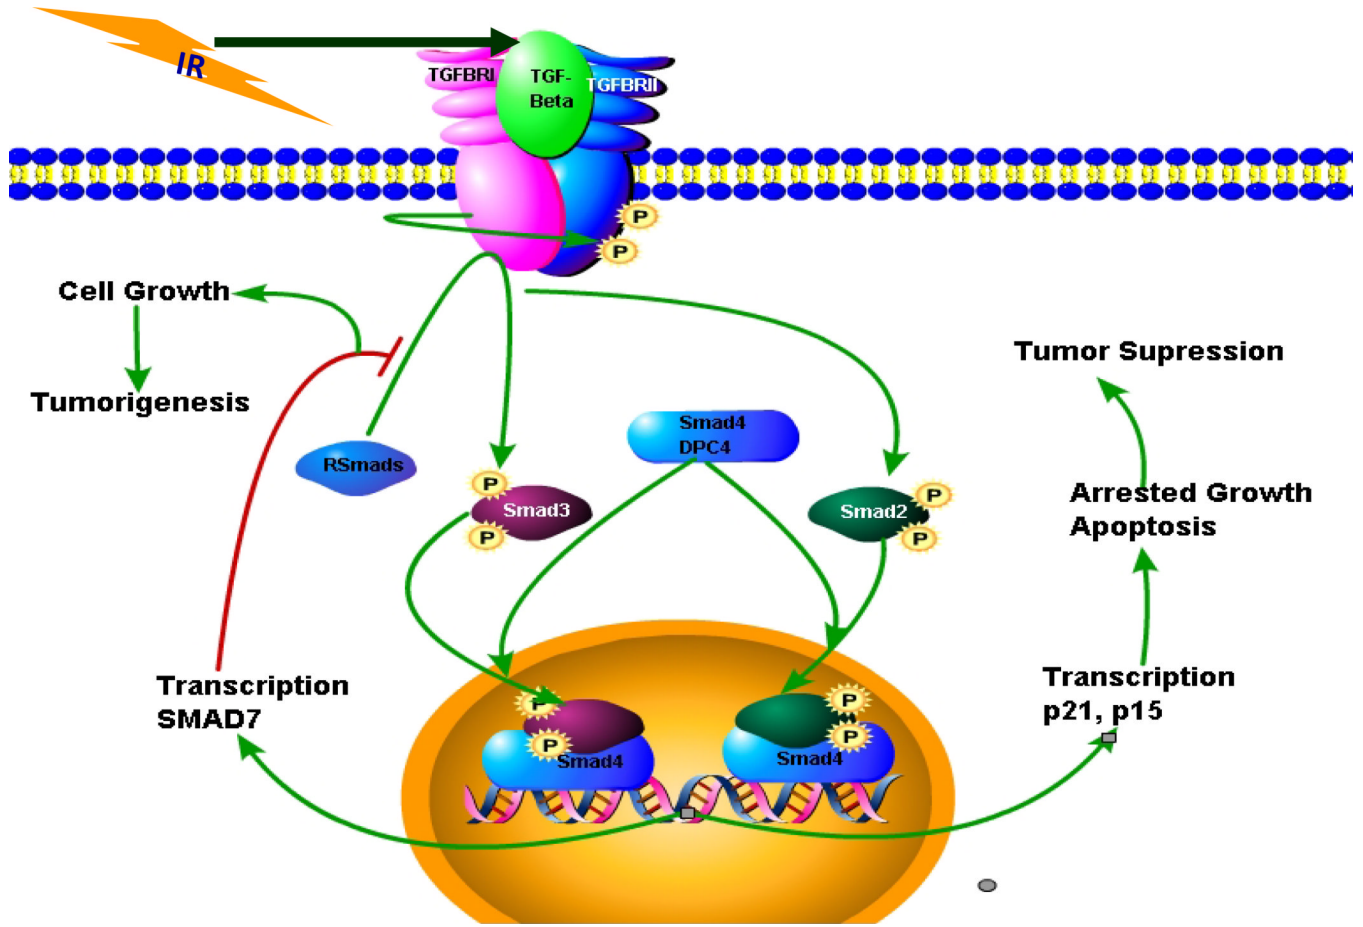 IR
TGFBRI
TGF-
Beta
TGFBRII
P
P
Cell Growth
Tumorigenesis
Tumor Supression
Smad4
DPC4
RSmads
P
Smad3
P
P
Smad2
P
Arrested Growth
Apoptosis
Transcription
SMAD7
Transcription
p21, p15
P
P
Smad4
P
P
Smad4